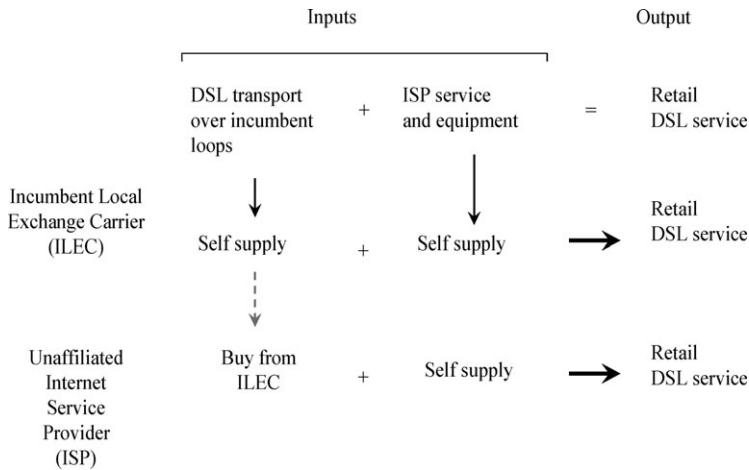 Inputs
Output
DSL transport
over incumbent
loops
+
ISP service
and equipment
=
Retail
DSL service
Incumbent Local
Exchange Carrier
(ILEC)
Self supply
+
Self supply
Retail
DSL service
Unaffiliated
Internet
Service
Provider
(ISP)
Buy from
ILEC
+
Self supply
Retail
DSL service